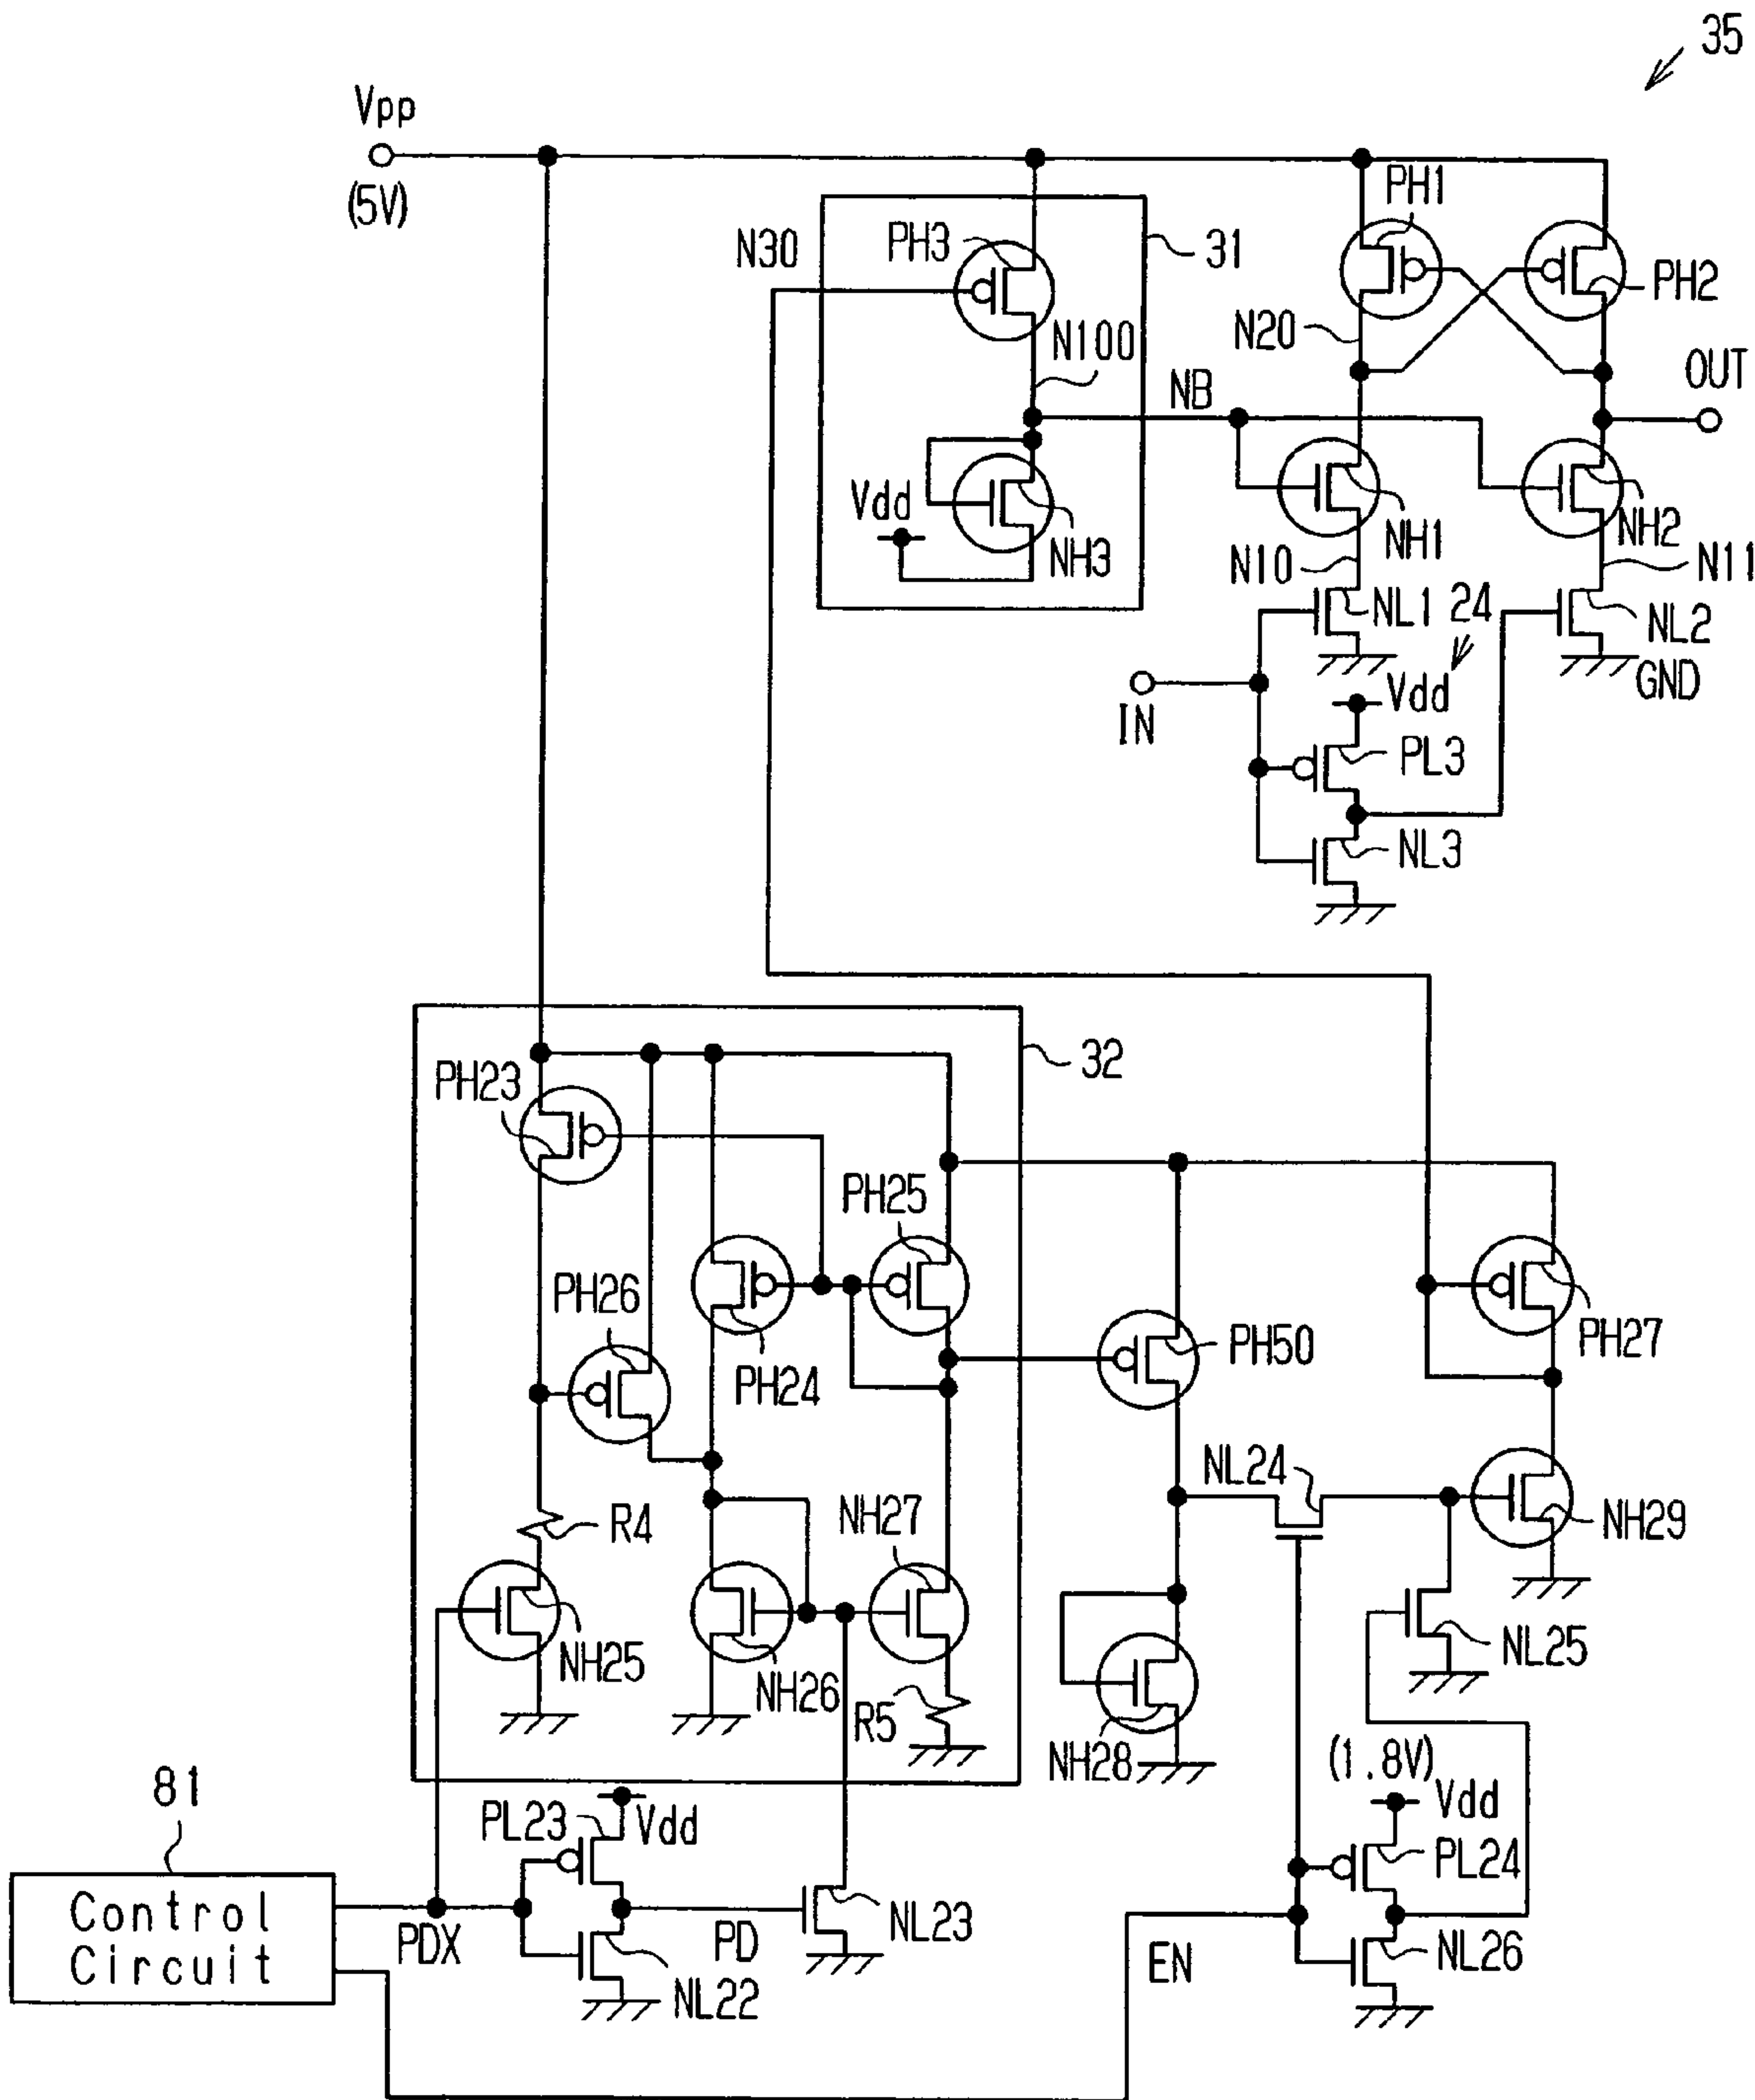 35
Vpp
(5V)
PH1
PH3
31
N30
PH2
N100
N20
OUT
NB
Vdd
NH3
NH1
NH2
N10
N11
NL1
24
NL2
GND
Vdd
IN
PL3
NL3
32
PH23
PH25
PH26
PH27
PH50
PH24
NL24
NH27
R4
NH29
NH25
NH26
NL25
R5
NH28
(1.8V)
81
PL23
Vdd
Vdd
PL24
Control
Circuit
PDX
PD
NL23
NL22
EN
NL26